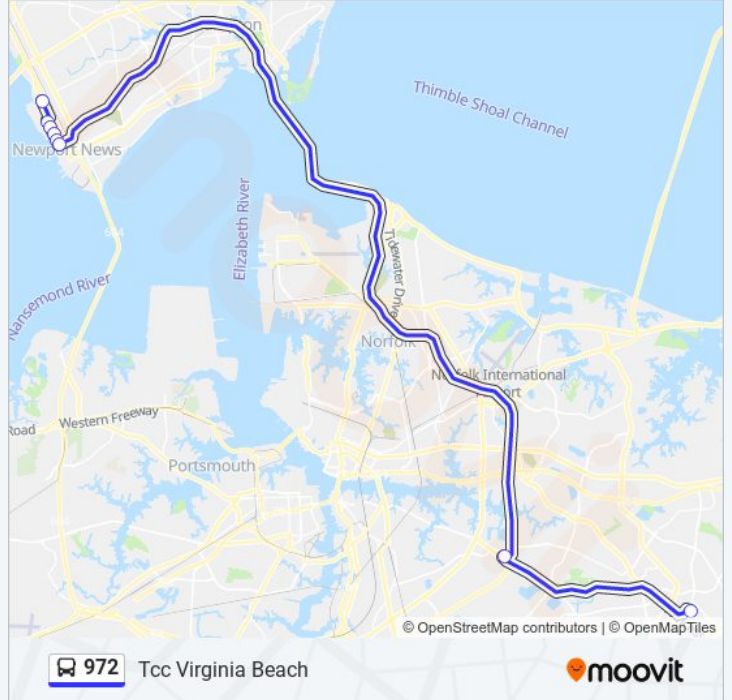 Thimble Shoal Channel
Newport News
Elizabeth River
664
Tidewater Drive
Nansemond River
Norfolk
Norfolk International
Western Freeway
Road
Portsmouth
© OpenStreetMap contributors | © OpenMapTiles
972 Tcc Virginia Beach
moovit